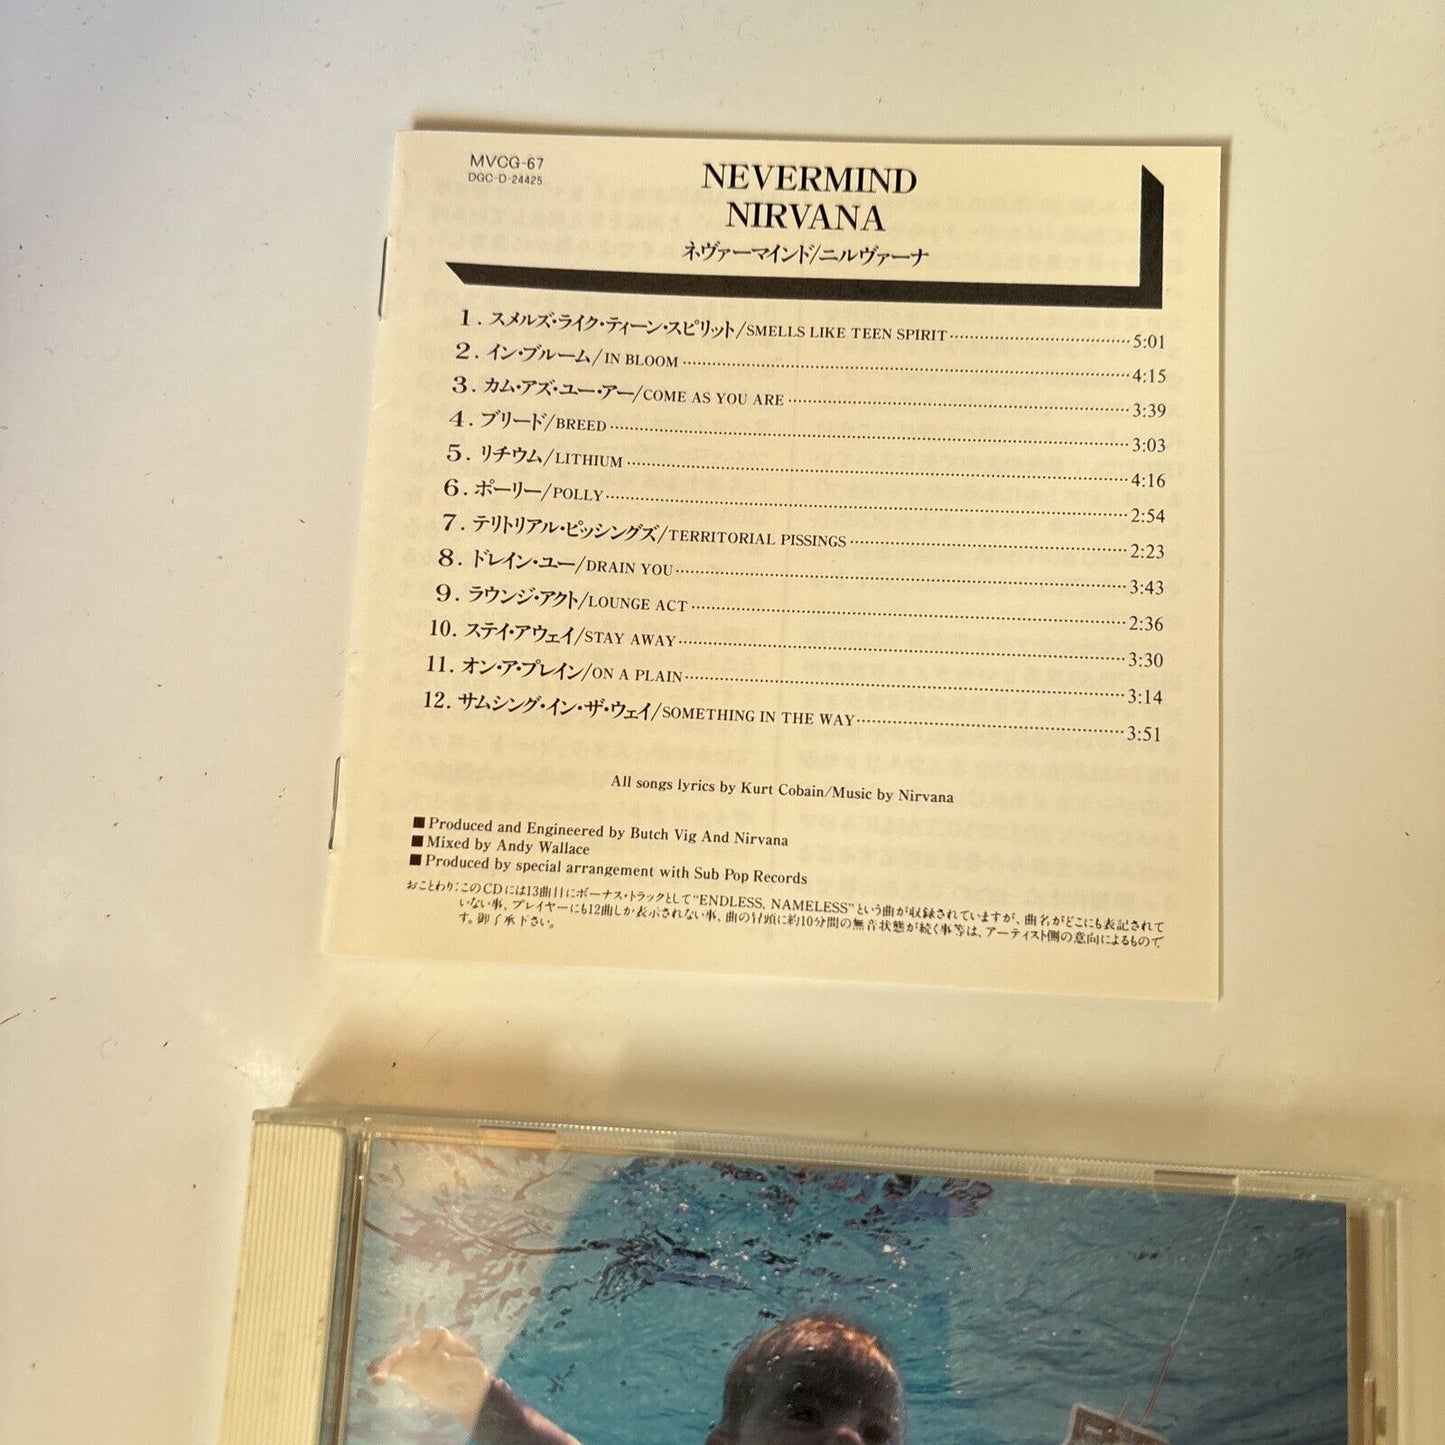 MVCG-67
DGC-D-24425
NEVERMIND
NIRVANA
ネヴァーマインド/ニルヴァーナ
1. スメルズ・ライク・ティーン・スピリット/SMELLS LIKE TEEN SPIRIT 5:01
2. イン・ブルーム/IN BLOOM 4:15
3. カム・アズ・ユー・アー/COME AS YOU ARE 3:39
4. ブリード/BREED 3:03
5. リチウム/LITHIUM 4:16
6. ポーリー/POLLY 2:54
7. テリトリアル・ピッシングズ/TERRITORIAL PISSINGS 2:23
8. ドレイン・ユー/DRAIN YOU 3:43
9. ラウンジ・アクト/LOUNGE ACT 2:36
10. ステイ・アウェイ/STAY AWAY 3:30
11. オン・ア・プレイン/ON A PLAIN 3:14
12. サムシング・イン・ザ・ウェイ/SOMETHING IN THE WAY 3:51
All songs lyrics by Kurt Cobain/Music by Nirvana
■Produced and Engineered by Butch Vig And Nirvana
■Mixed by Andy Wallace
■Produced by special arrangement with Sub Pop Records
おことわり:このCDには13曲目にボーナス・トラックとして"ENDLESS, NAMELESS"という曲が収録されていますが、曲名がどこにも表記されて
いない事、プレイヤーにも12曲しか表示されない事、曲の冒頭に約10分間の無音状態が続く事等は、アーティスト側の意向によるもので
す。御了承下さい。